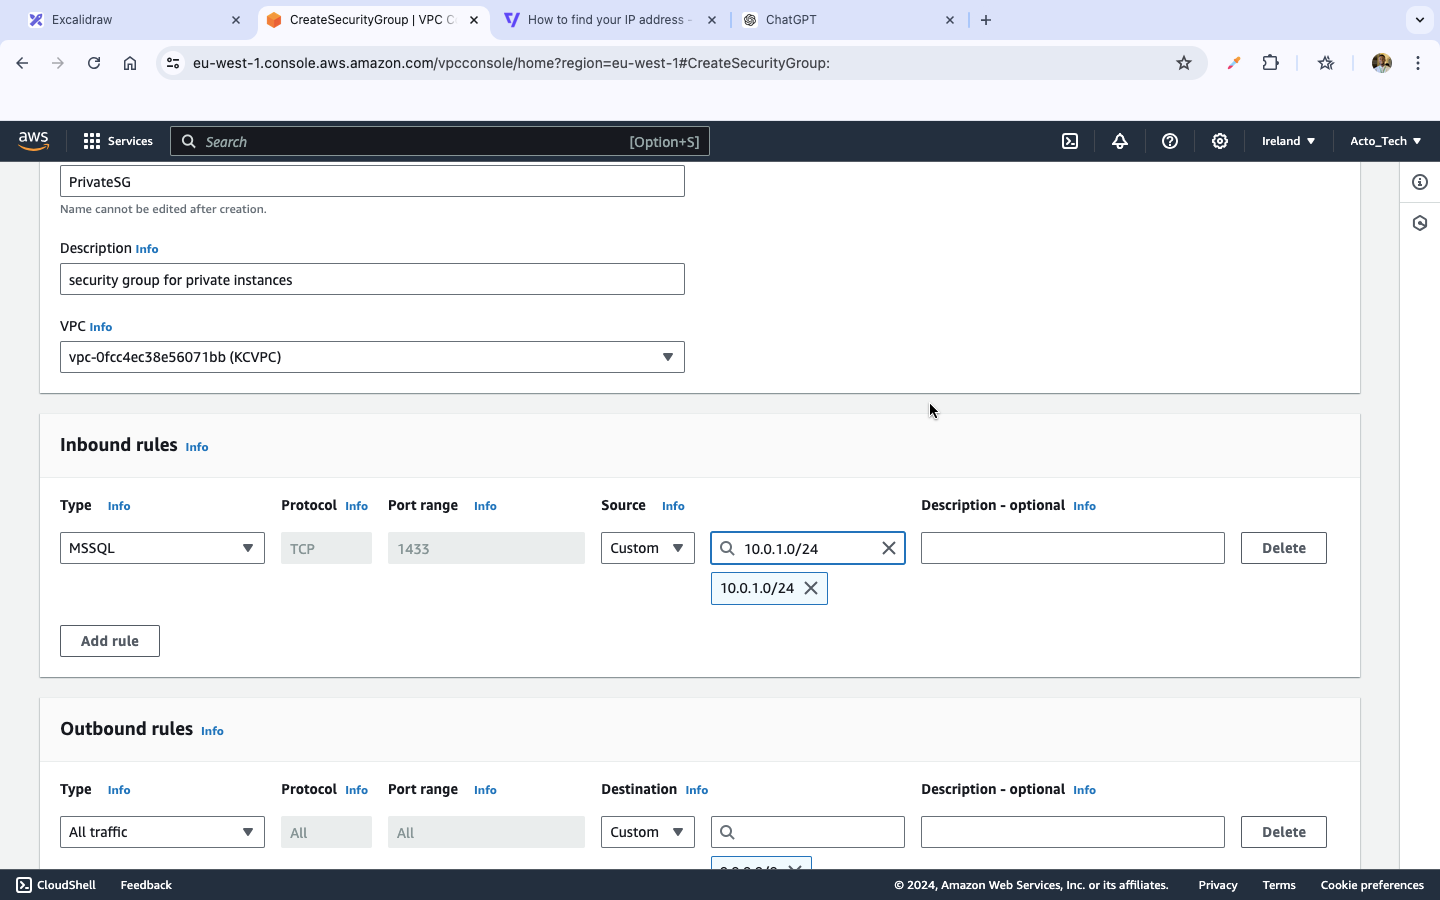 Excalidraw
CreateSecurityGroup | VPC C
How to find your IP address -
ChatGPT
eu-west-1.console.aws.amazon.com/vpcconsole/home?region=eu-west-1#CreateSecurityGroup:
aws
Services
Search
[Option+S]
Ireland
Acto_Tech
PrivateSG
Name cannot be edited after creation.
Description Info
security group for private instances
VPC Info
vpc-0fcc4ec38e56071bb (KCVPC)
Inbound rules Info
Type Info Protocol Info Port range Info Source Info Description - optional Info
MSSQL TCP 1433 Custom 10.0.1.0/24 Delete
10.0.1.0/24
Add rule
Outbound rules Info
Type Info Protocol Info Port range Info Destination Info Description - optional Info
All traffic All All Custom Delete
CloudShell Feedback © 2024, Amazon Web Services, Inc. or its affiliates. Privacy Terms Cookie preferences